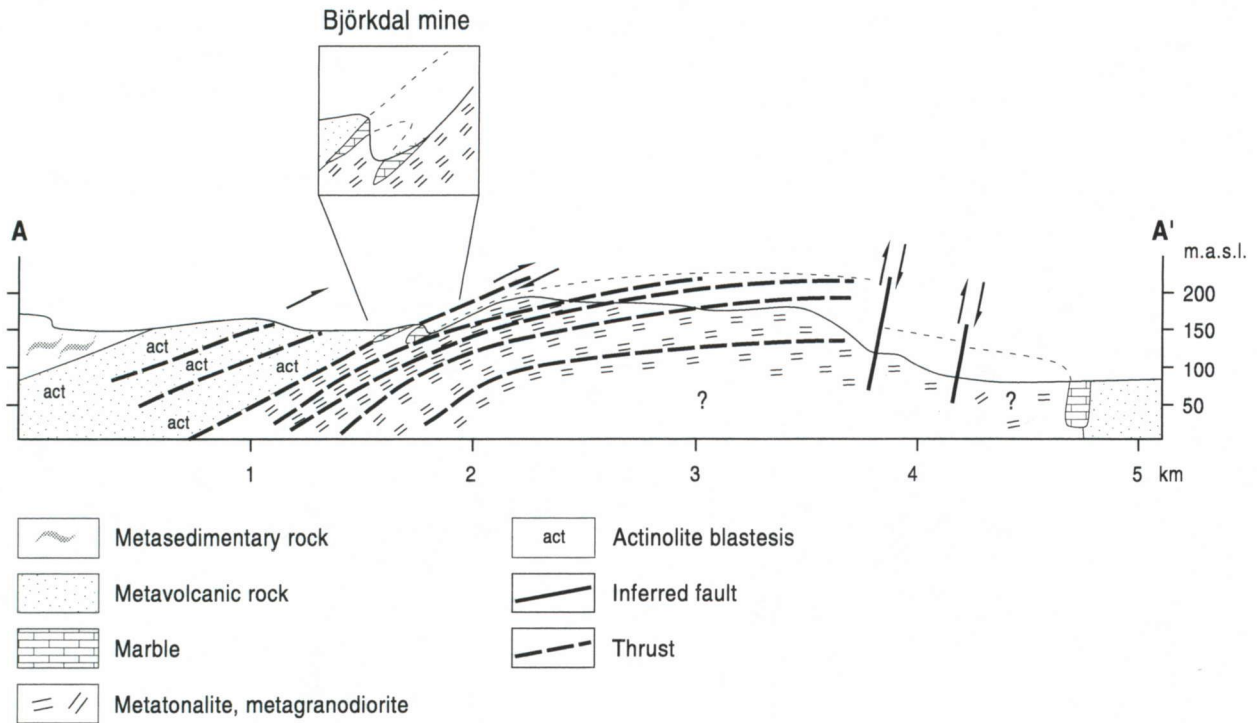 Björkdal mine
A
A'
m.a.s.l.
200
150
100
50
act
act
act
act
act
?
?
1
2
3
4
5 km
Metasedimentary rock
Metavolcanic rock
Marble
Metatonalite, metagranodiorite
act Actinolite blastesis
Inferred fault
Thrust